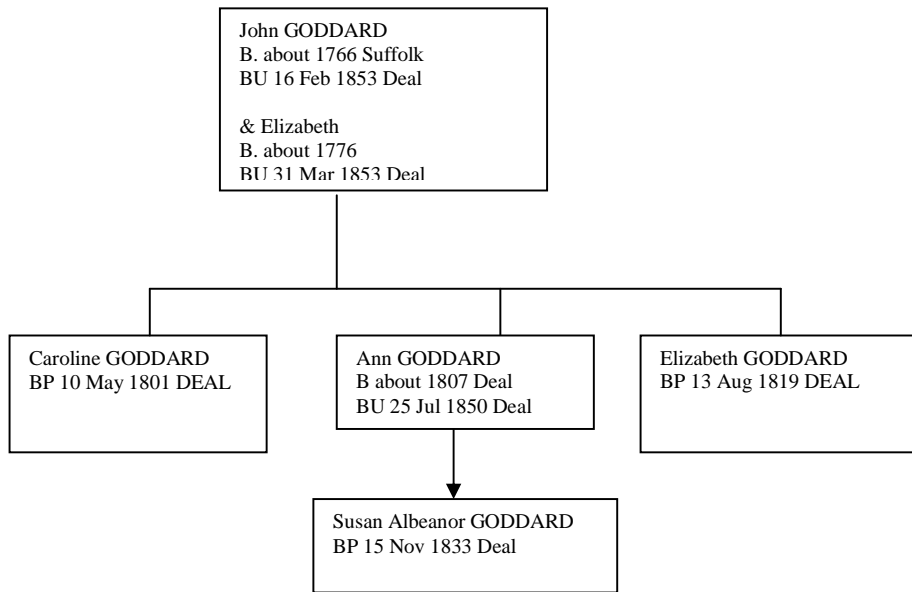 John GODDARD
B. about 1766 Suffolk
BU 16 Feb 1853 Deal
& Elizabeth
B. about 1776
BU 31 Mar 1853 Deal
Caroline GODDARD
BP 10 May 1801 DEAL
Ann GODDARD
B about 1807 Deal
BU 25 Jul 1850 Deal
Elizabeth GODDARD
BP 13 Aug 1819 DEAL
Susan Albeanor GODDARD
BP 15 Nov 1833 Deal